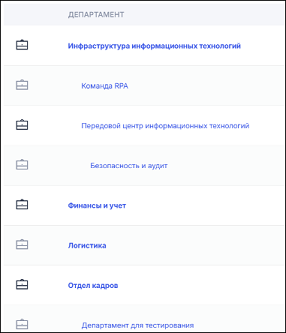 ДЕПАРТАМЕНТ
Инфраструктура информационных технологий
Команда RPA
Передовой центр информационных технологий
Безопасность и аудит
Финансы и учет
Логистика
Отдел кадров
Департамент для тестирования